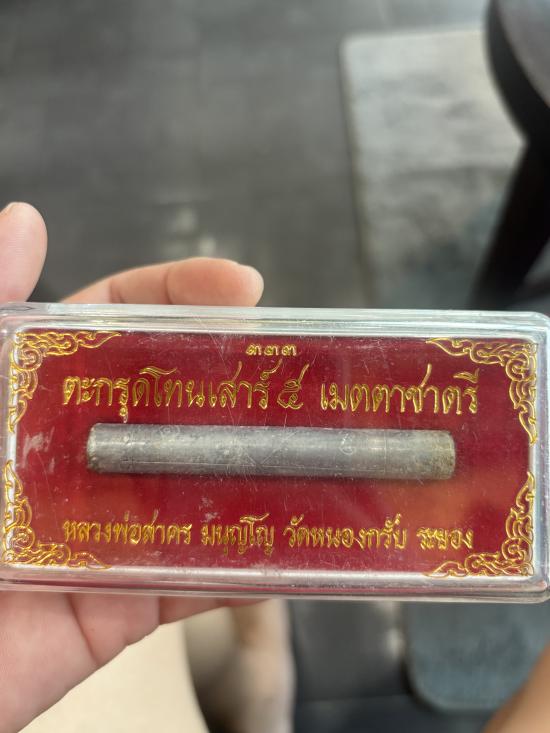 ๓๓๓
ตะกรุดโทนเสาร์ ๕ เมตตาชาตรี
หลวงพ่อสาคร มนุญฺโญ วัดหนองกรับ ระยอง